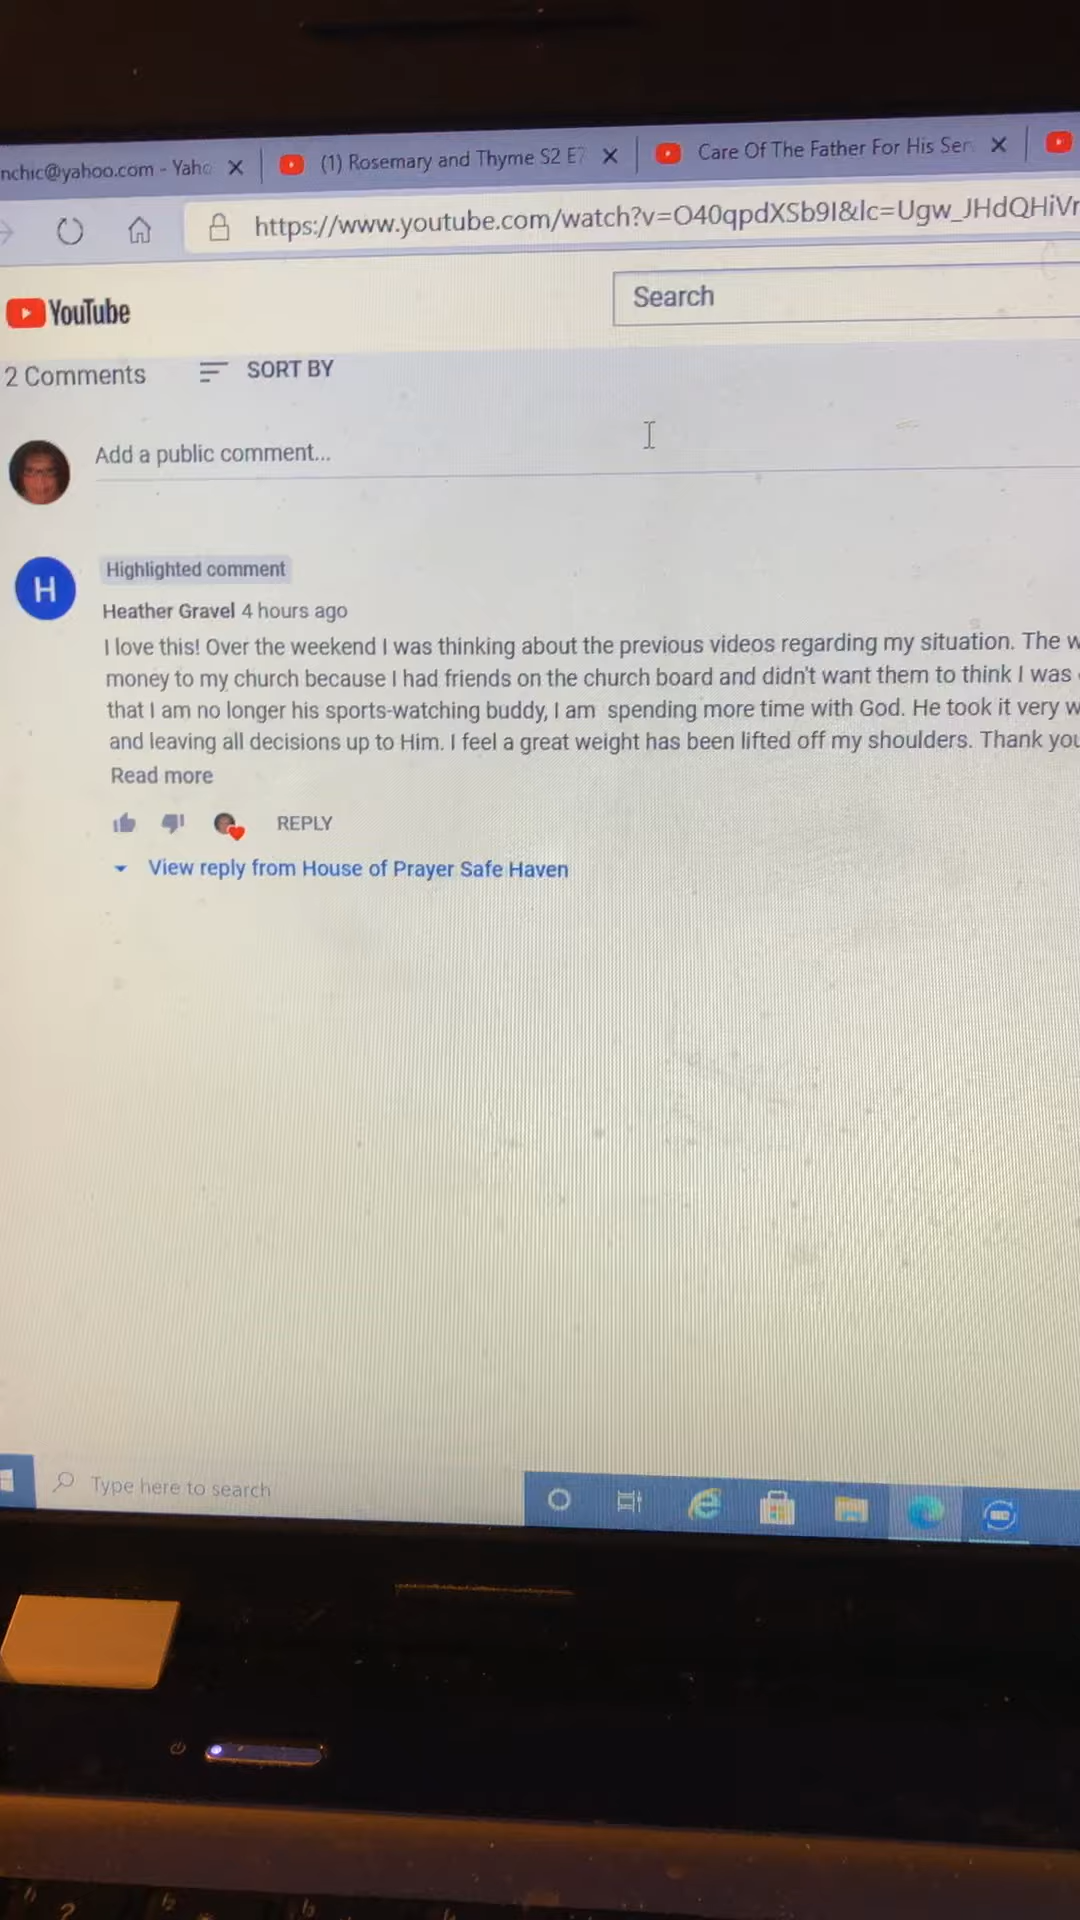 nchic@yahoo.com - Yaho
(1) Rosemary and Thyme S2 E7
Care Of The Father For His Ser
https://www.youtube.com/watch?v=O40qpdXSb9I&lc=Ugw_JHdQHiVr
YouTube
Search
2 Comments
SORT BY
Add a public comment...
H
Highlighted comment
Heather Gravel 4 hours ago
I love this! Over the weekend I was thinking about the previous videos regarding my situation. The w
money to my church because I had friends on the church board and didn't want them to think I was
that I am no longer his sports-watching buddy, I am spending more time with God. He took it very w
and leaving all decisions up to Him. I feel a great weight has been lifted off my shoulders. Thank you
Read more
REPLY
View reply from House of Prayer Safe Haven
Type here to search